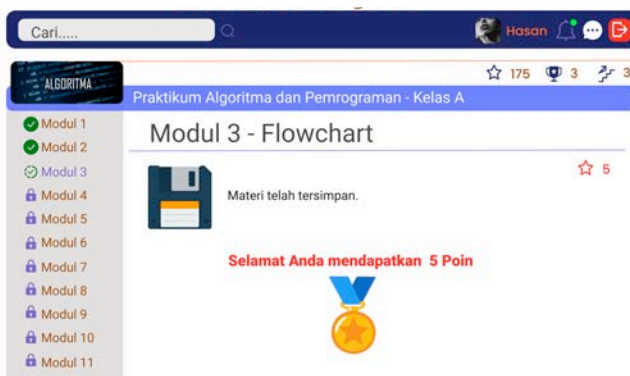 Cari.....
Hasan
ALGORITMA
175 3 3
Praktikum Algoritma dan Pemrograman - Kelas A
Modul 1
Modul 2
Modul 3
Modul 4
Modul 5
Modul 6
Modul 7
Modul 8
Modul 9
Modul 10
Modul 11
Modul 3 - Flowchart
5
Materi telah tersimpan.
Selamat Anda mendapatkan 5 Poin